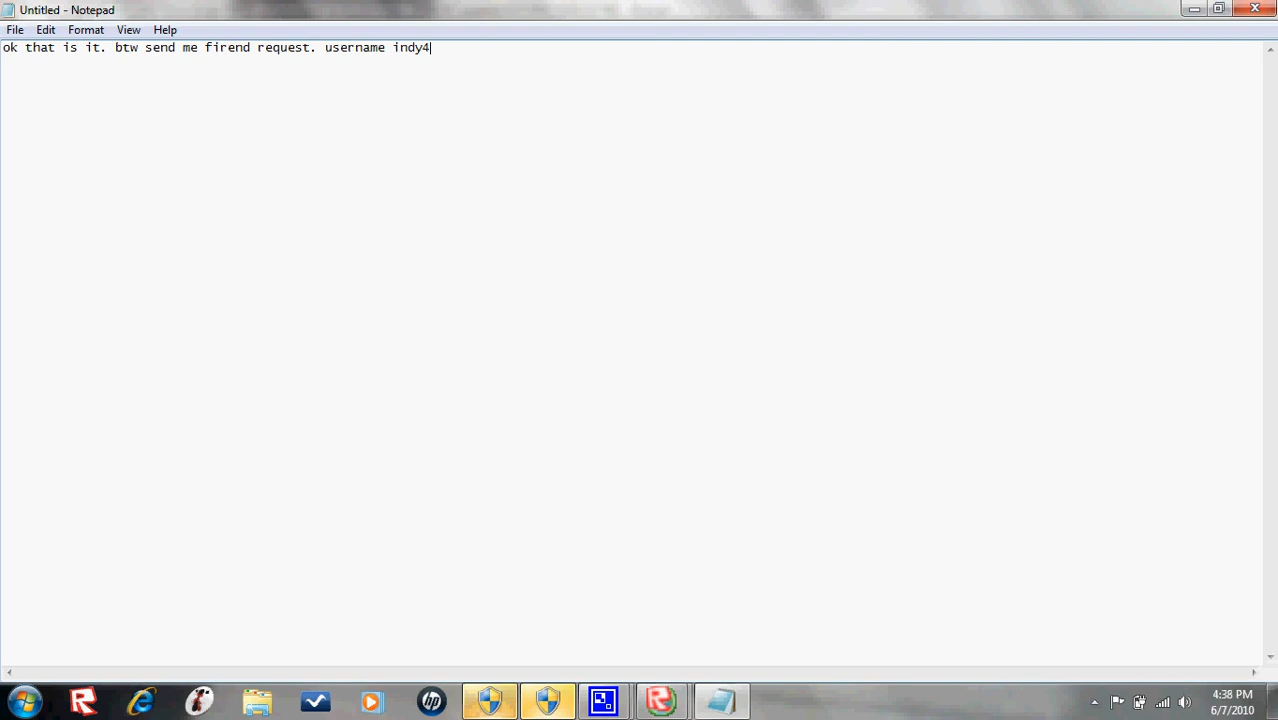 Untitled - Notepad
File Edit Format View Help
ok that is it. btw send me firend request. username indy4
hp
4:38 PM
6/7/2010